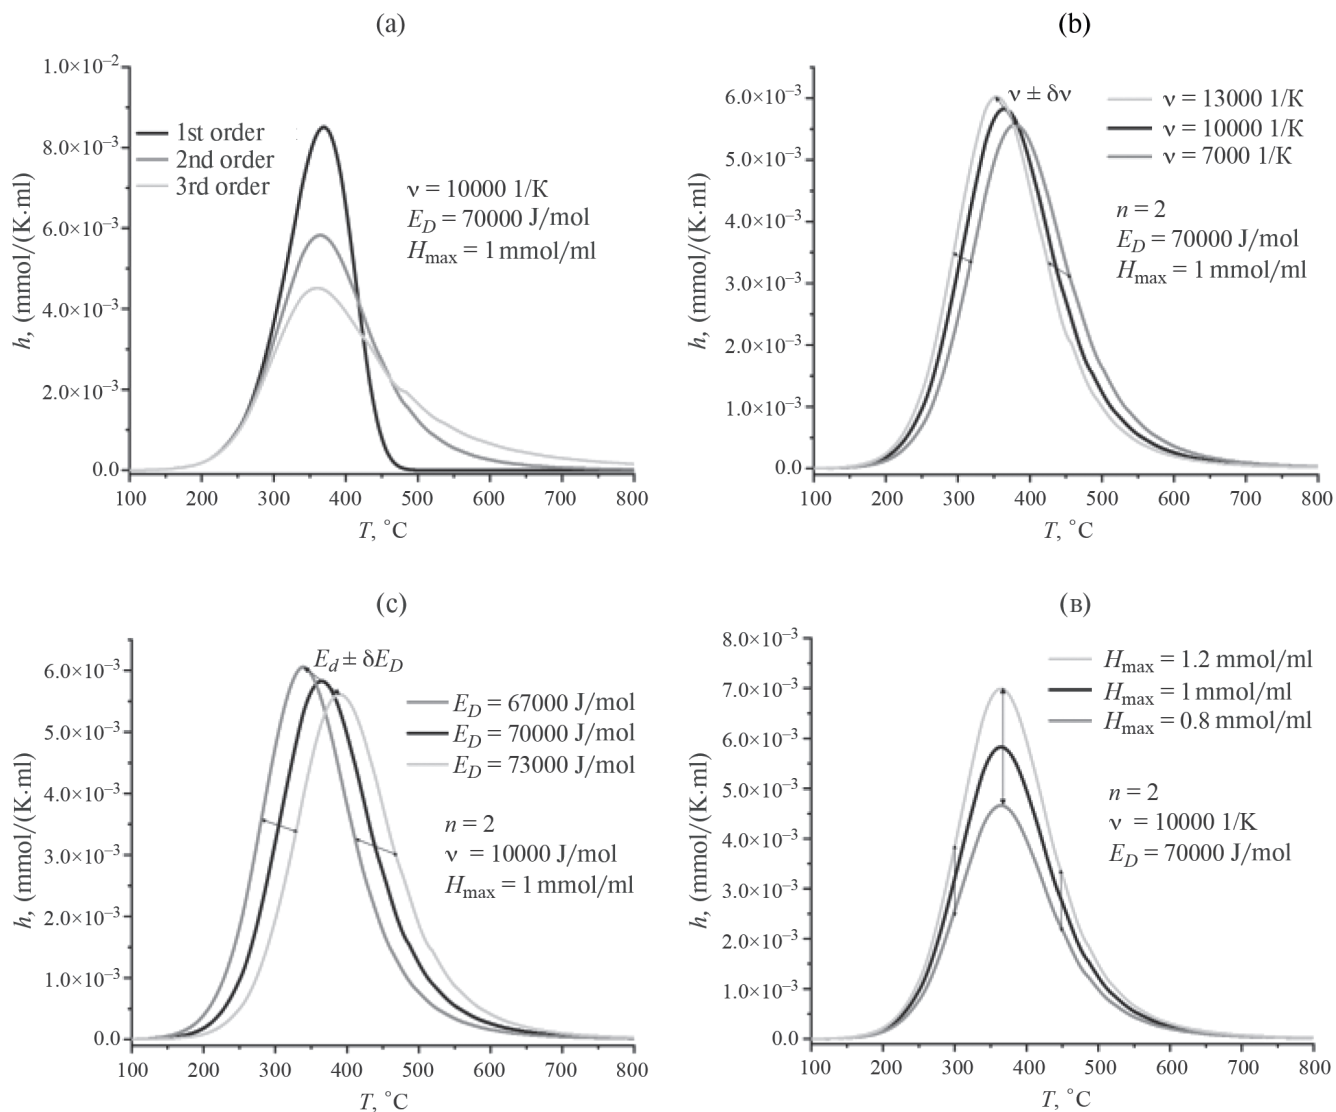 (a)
1.0×10⁻²
8.0×10⁻³
6.0×10⁻³
4.0×10⁻³
2.0×10⁻³
0.0
h, (mmol/(K·ml)
1st order
2nd order
3rd order
ν = 10000 1/K
E_D = 70000 J/mol
H_max = 1 mmol/ml
100 200 300 400 500 600 700 800
T, °C
(b)
6.0×10⁻³
5.0×10⁻³
4.0×10⁻³
3.0×10⁻³
2.0×10⁻³
1.0×10⁻³
0.0
h, (mmol/(K·ml)
ν ± δν
ν = 13000 1/K
ν = 10000 1/K
ν = 7000 1/K
n = 2
E_D = 70000 J/mol
H_max = 1 mmol/ml
100 200 300 400 500 600 700 800
T, °C
(c)
6.0×10⁻³
5.0×10⁻³
4.0×10⁻³
3.0×10⁻³
2.0×10⁻³
1.0×10⁻³
0.0
h, (mmol/(K·ml)
E_d ± δE_D
E_D = 67000 J/mol
E_D = 70000 J/mol
E_D = 73000 J/mol
n = 2
ν = 10000 J/mol
H_max = 1 mmol/ml
100 200 300 400 500 600 700 800
T, °C
(в)
8.0×10⁻³
7.0×10⁻³
6.0×10⁻³
5.0×10⁻³
4.0×10⁻³
3.0×10⁻³
2.0×10⁻³
1.0×10⁻³
0.0
h, (mmol/(K·ml)
H_max = 1.2 mmol/ml
H_max = 1 mmol/ml
H_max = 0.8 mmol/ml
n = 2
ν = 10000 1/K
E_D = 70000 J/mol
100 200 300 400 500 600 700 800
T, °C